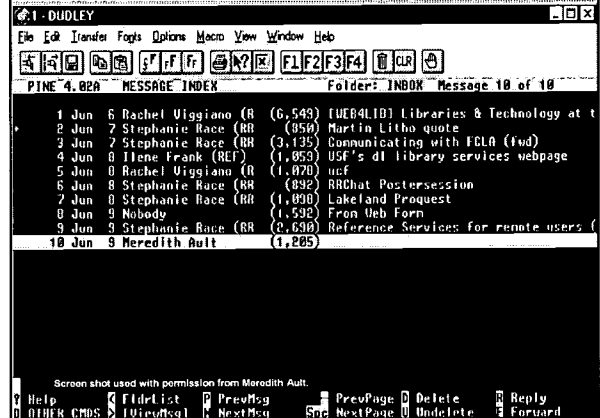 1 - DUDLEY
File Edit Transfer Fonts Options Macro View Window Help
F1 F2 F3 F4 CLR
PINE 4.02A MESSAGE INDEX Folder: INBOX Message 10 of 10
1 Jun 6 Rachel Viggiano (R (6,549) [WEB4LIB] Libraries & Technology at t
2 Jun 7 Stephanie Race (RR (850) Martin Litho quote
3 Jun 7 Stephanie Race (RR (3,135) Communicating with FCLA (fwd)
4 Jun 8 Ilene Frank (REF) (1,053) USF's dl library services webpage
5 Jun 8 Rachel Viggiano (R (1,070) ucf
6 Jun 8 Stephanie Race (RR (892) RRChat Postersession
7 Jun 8 Stephanie Race (RR (1,098) Lakeland Proquest
8 Jun 9 Nobody (1,592) From Web Form
9 Jun 9 Stephanie Race (RR (2,690) Reference Services for remote users (
10 Jun 9 Meredith Ault (1,205)
Screen shot used with permission from Meredith Ault.
? Help < FldrList P PrevMsg - PrevPage D Delete R Reply
O OTHER CMDS > [ViewMsg] N NextMsg Spc NextPage U Undelete F Forward